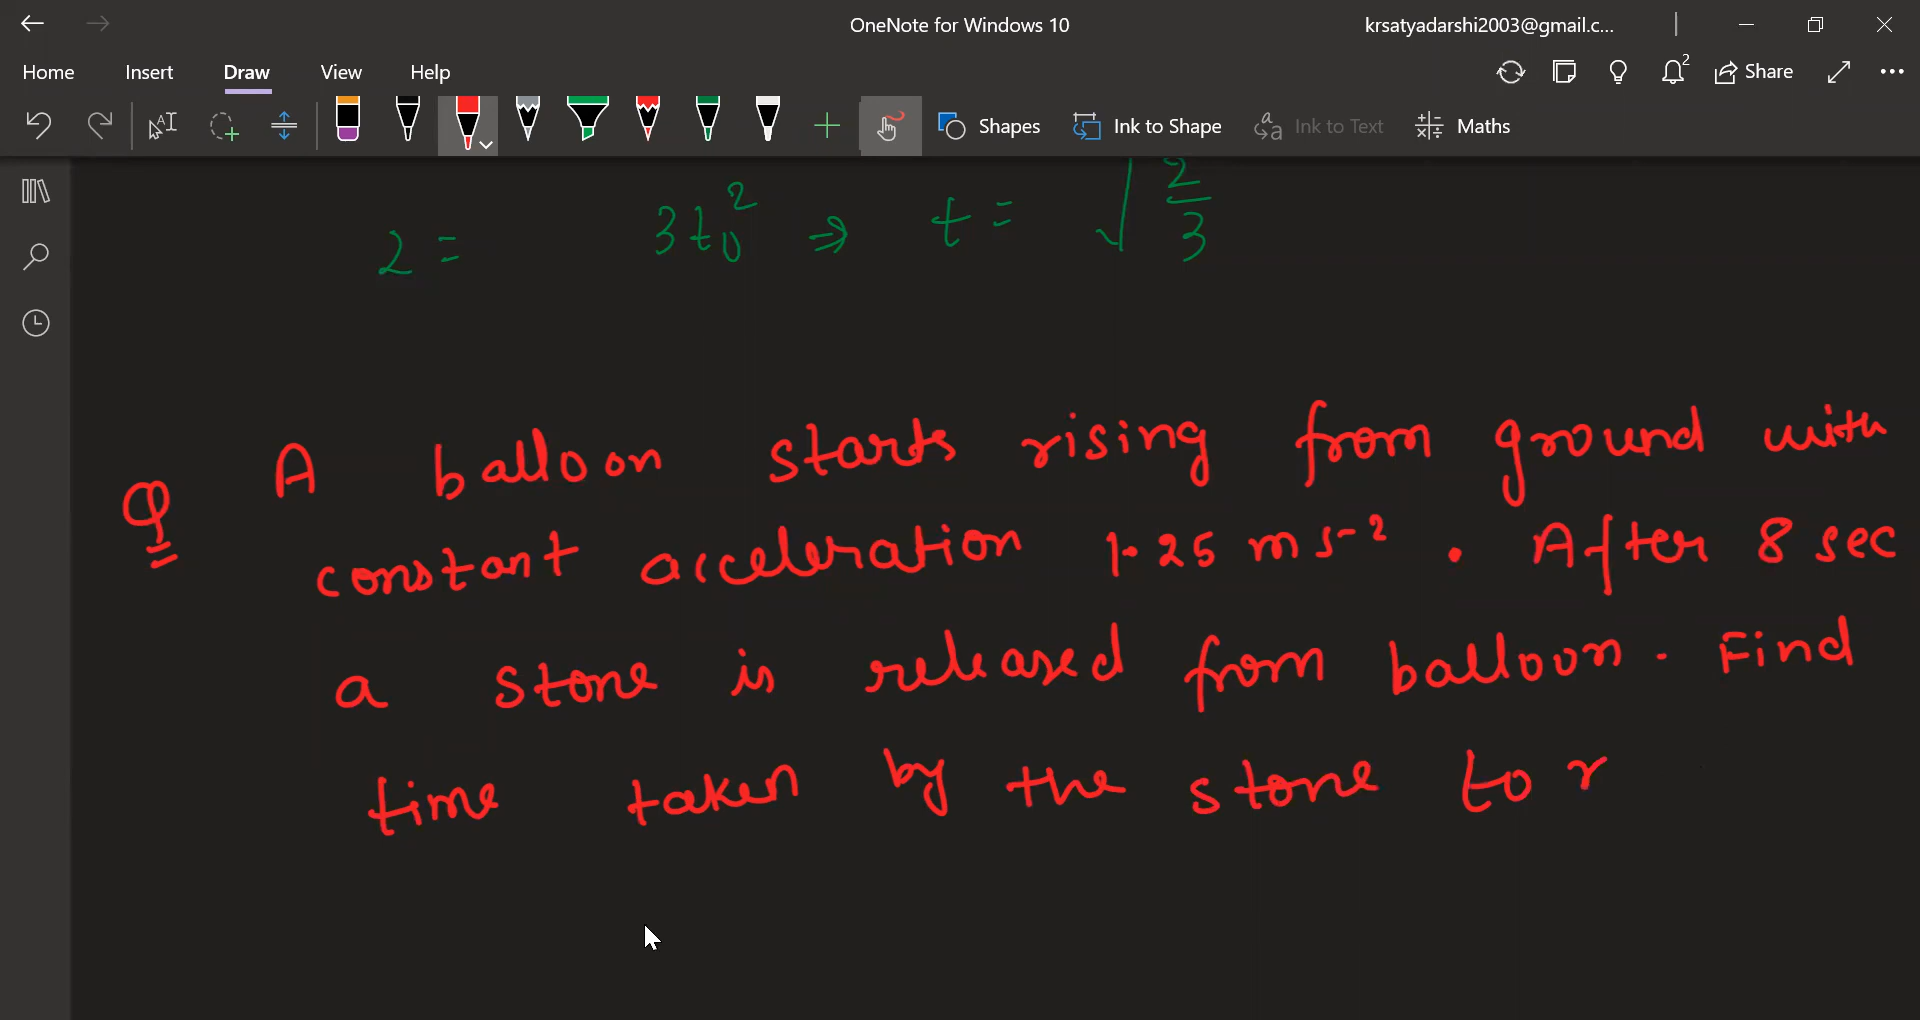 OneNote for Windows 10 krsatyadarshi2003@gmail.c...
Home Insert Draw View Help 2 Share
Shapes Ink to Shape Ink to Text Maths
2 = 3t₀² ⇒ t = √2/3
Q A balloon starts rising from ground with
constant acceleration 1.25 ms⁻² . After 8 sec
a stone is released from balloon. Find
time taken by the stone to r